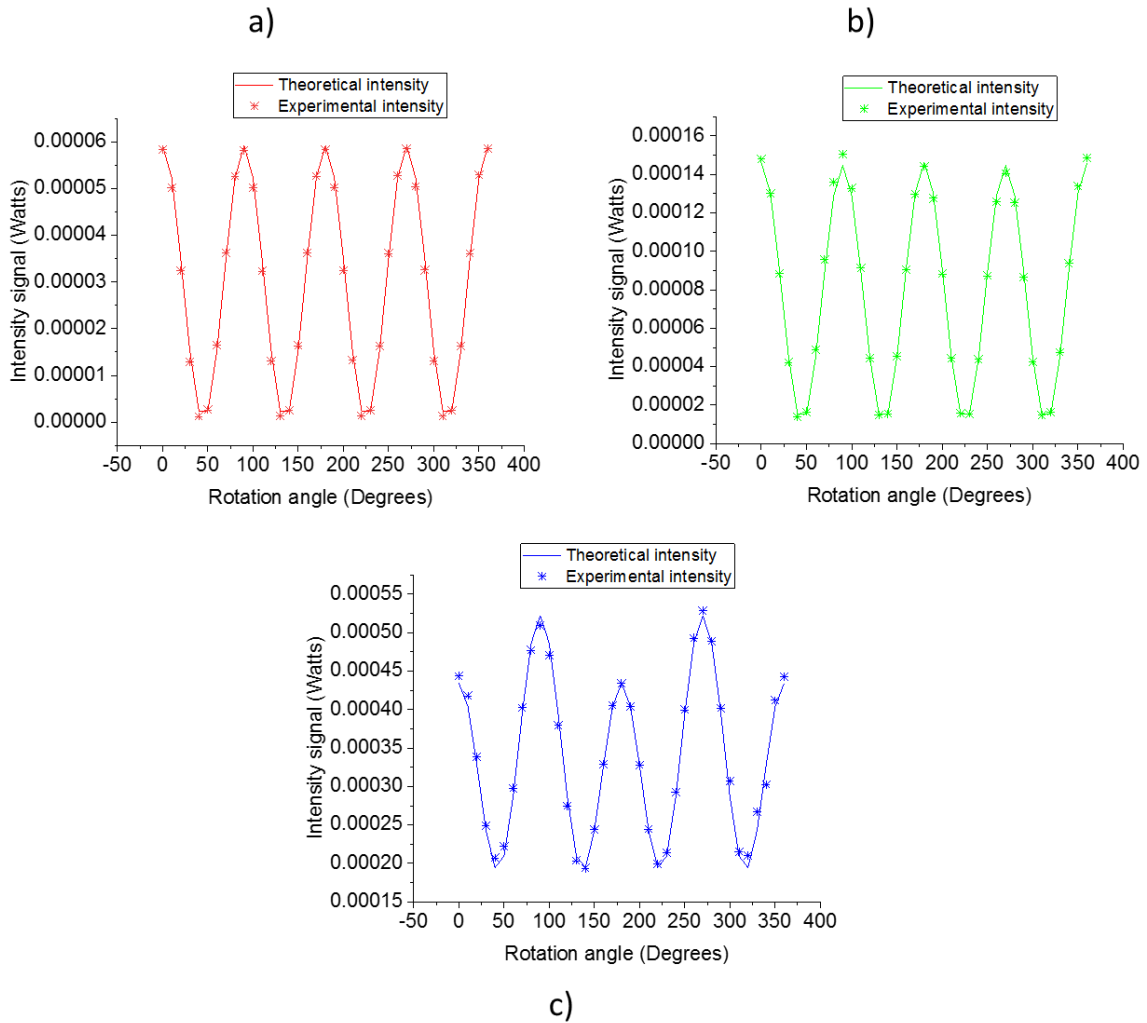 a)
b)
Theoretical intensity
Experimental intensity
0.00006
0.00005
0.00004
0.00003
0.00002
0.00001
0.00000
Intensity signal (Watts)
-50 0 50 100 150 200 250 300 350 400
Rotation angle (Degrees)
Theoretical intensity
Experimental intensity
0.00016
0.00014
0.00012
0.00010
0.00008
0.00006
0.00004
0.00002
0.00000
Intensity signal (Watts)
-50 0 50 100 150 200 250 300 350 400
Rotation angle (Degrees)
Theoretical intensity
Experimental intensity
0.00055
0.00050
0.00045
0.00040
0.00035
0.00030
0.00025
0.00020
0.00015
Intensity signal (Watts)
-50 0 50 100 150 200 250 300 350 400
Rotation angle (Degrees)
c)